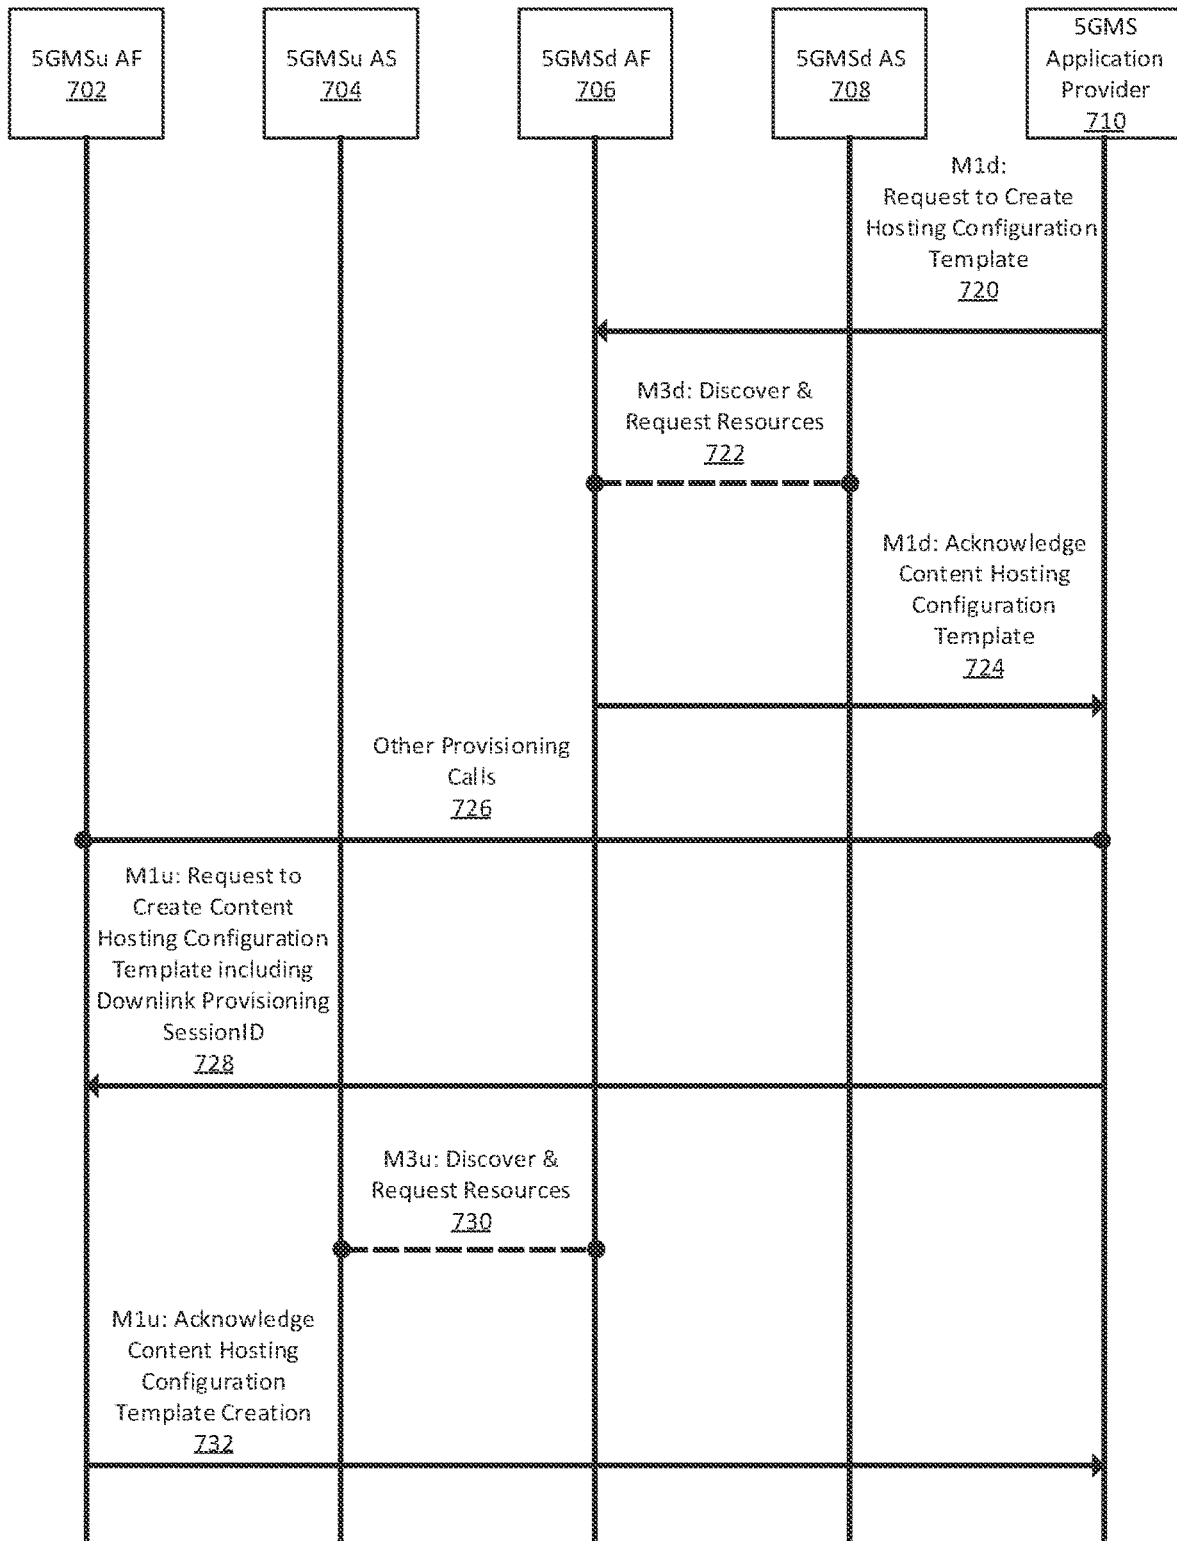 5GMSu AF
702
5GMSu AS
704
5GMSd AF
706
5GMSd AS
708
5GMS
Application
Provider
710
M1d:
Request to Create
Hosting Configuration
Template
720
M3d: Discover &
Request Resources
722
M1d: Acknowledge
Content Hosting
Configuration
Template
724
Other Provisioning
Calls
726
M1u: Request to
Create Content
Hosting Configuration
Template including
Downlink Provisioning
SessionID
728
M3u: Discover &
Request Resources
730
M1u: Acknowledge
Content Hosting
Configuration
Template Creation
732